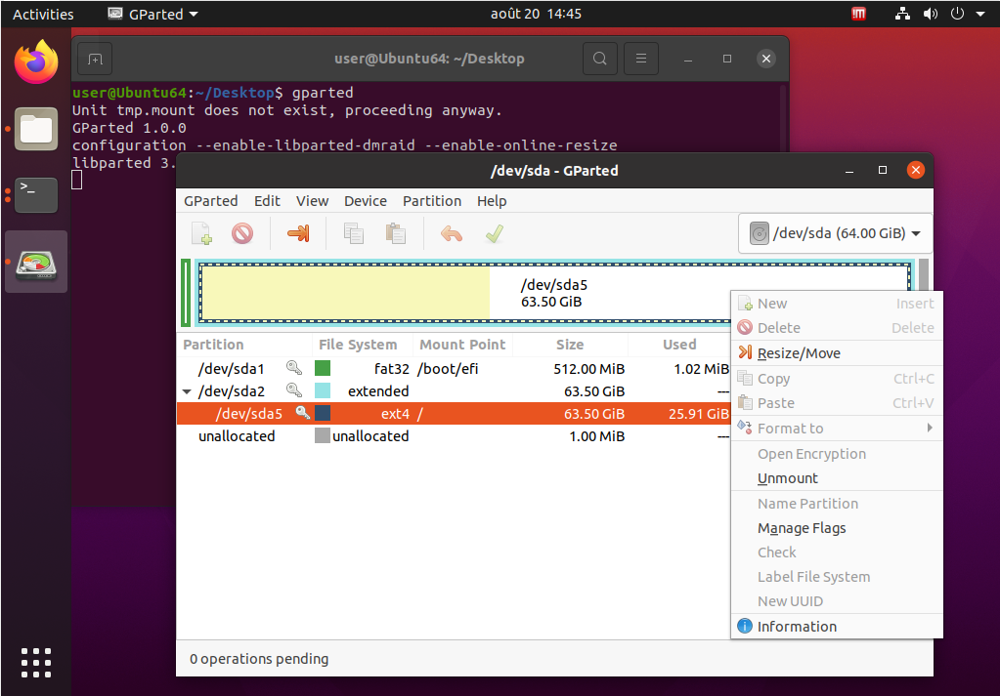 Activities GParted août 20 14:45
user@Ubuntu64: ~/Desktop
user@Ubuntu64:~/Desktop$ gparted
Unit tmp.mount does not exist, proceeding anyway.
GParted 1.0.0
configuration --enable-libparted-dmraid --enable-online-resize
libparted 3.
/dev/sda - GParted
GParted Edit View Device Partition Help
/dev/sda (64.00 GiB)
/dev/sda5
63.50 GiB
Partition File System Mount Point Size Used
/dev/sda1 fat32 /boot/efi 512.00 MiB 1.02 MiB
/dev/sda2 extended 63.50 GiB ---
/dev/sda5 ext4 / 63.50 GiB 25.91 GiB
unallocated unallocated 1.00 MiB ---
New Insert
Delete Delete
Resize/Move
Copy Ctrl+C
Paste Ctrl+V
Format to
Open Encryption
Unmount
Name Partition
Manage Flags
Check
Label File System
New UUID
Information
0 operations pending